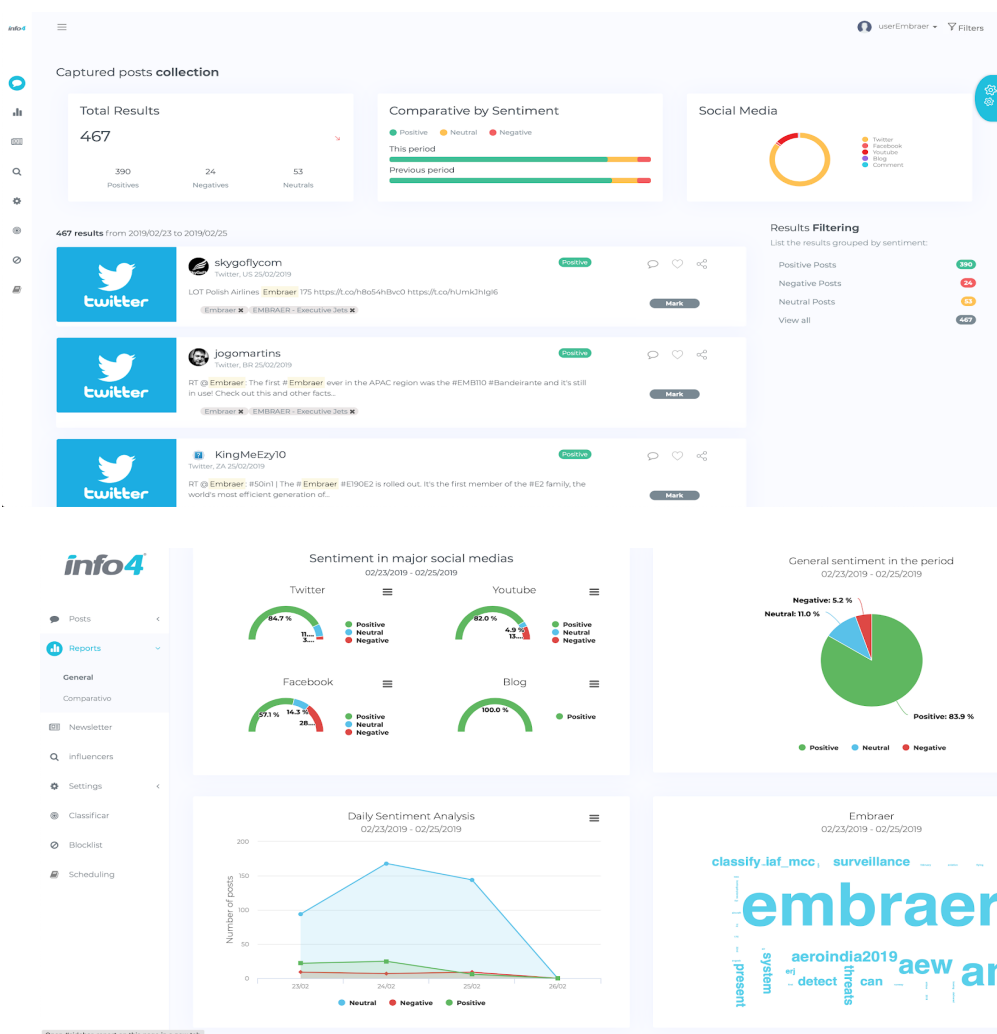 info4
userEmbraer
Filters
Captured posts collection
Total Results
467
390 24 53
Positives Negatives Neutrals
Comparative by Sentiment
Positive Neutral Negative
This period
Previous period
Social Media
Twitter
Facebook
Youtube
Blog
Comment
467 results from 2019/02/23 to 2019/02/25
twitter
skygoflycom
Positive
Twitter, US 25/02/2019
LOT Polish Airlines Embraer 175 https://t.co/h8o54hBvc0 https://t.co/hUmkJhIgI6
Mark
Embraer ✖ EMBRAER - Executive Jets ✖
twitter
jogomartins
Positive
Twitter, BR 25/02/2019
RT @ Embraer : The first # Embraer ever in the APAC region was the #EMB110 #Bandeirante and it's still
in use! Check out this and other facts...
Mark
Embraer ✖ EMBRAER - Executive Jets ✖
twitter
KingMeEzy10
Positive
Twitter, ZA 25/02/2019
RT @ Embraer : #50in1 | The # Embraer #E190E2 is rolled out. It's the first member of the #E2 family, the
world's most efficient generation of...
Mark
Results Filtering
List the results grouped by sentiment:
Positive Posts 390
Negative Posts 24
Neutral Posts 53
View all 467
info4
Posts
Reports
General
Comparativo
Newsletter
influencers
Settings
Classificar
Blocklist
Scheduling
Sentiment in major social medias
02/23/2019 - 02/25/2019
Twitter
84.7 %
11....
3....
Positive
Neutral
Negative
Youtube
82.0 %
4.9 %
13....
Positive
Neutral
Negative
Facebook
57.1 %
14.3 %
28....
Positive
Neutral
Negative
Blog
100.0 %
Positive
General sentiment in the period
02/23/2019 - 02/25/2019
Negative: 5.2 %
Neutral: 11.0 %
Positive: 83.9 %
Positive Neutral Negative
Daily Sentiment Analysis
02/23/2019 - 02/25/2019
Number of posts
200
150
100
50
0
23/02 24/02 25/02 26/02
Neutral Negative Positive
Embraer
02/23/2019 - 02/25/2019
classify iaf_mcc surveillance
embraer
aeroindia2019
aew
system
present
detect
threats
can